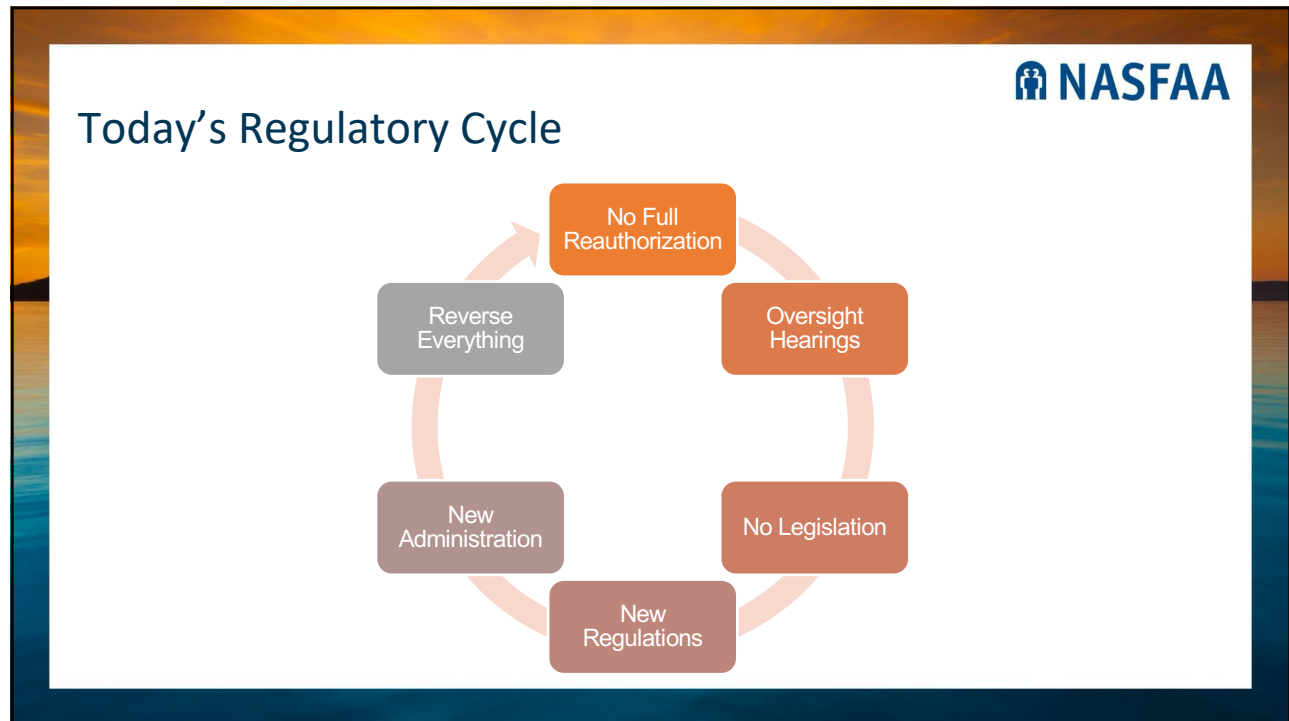 NASFAA
Today’s Regulatory Cycle
No Full
Reauthorization
Oversight
Hearings
No Legislation
New
Regulations
New
Administration
Reverse
Everything